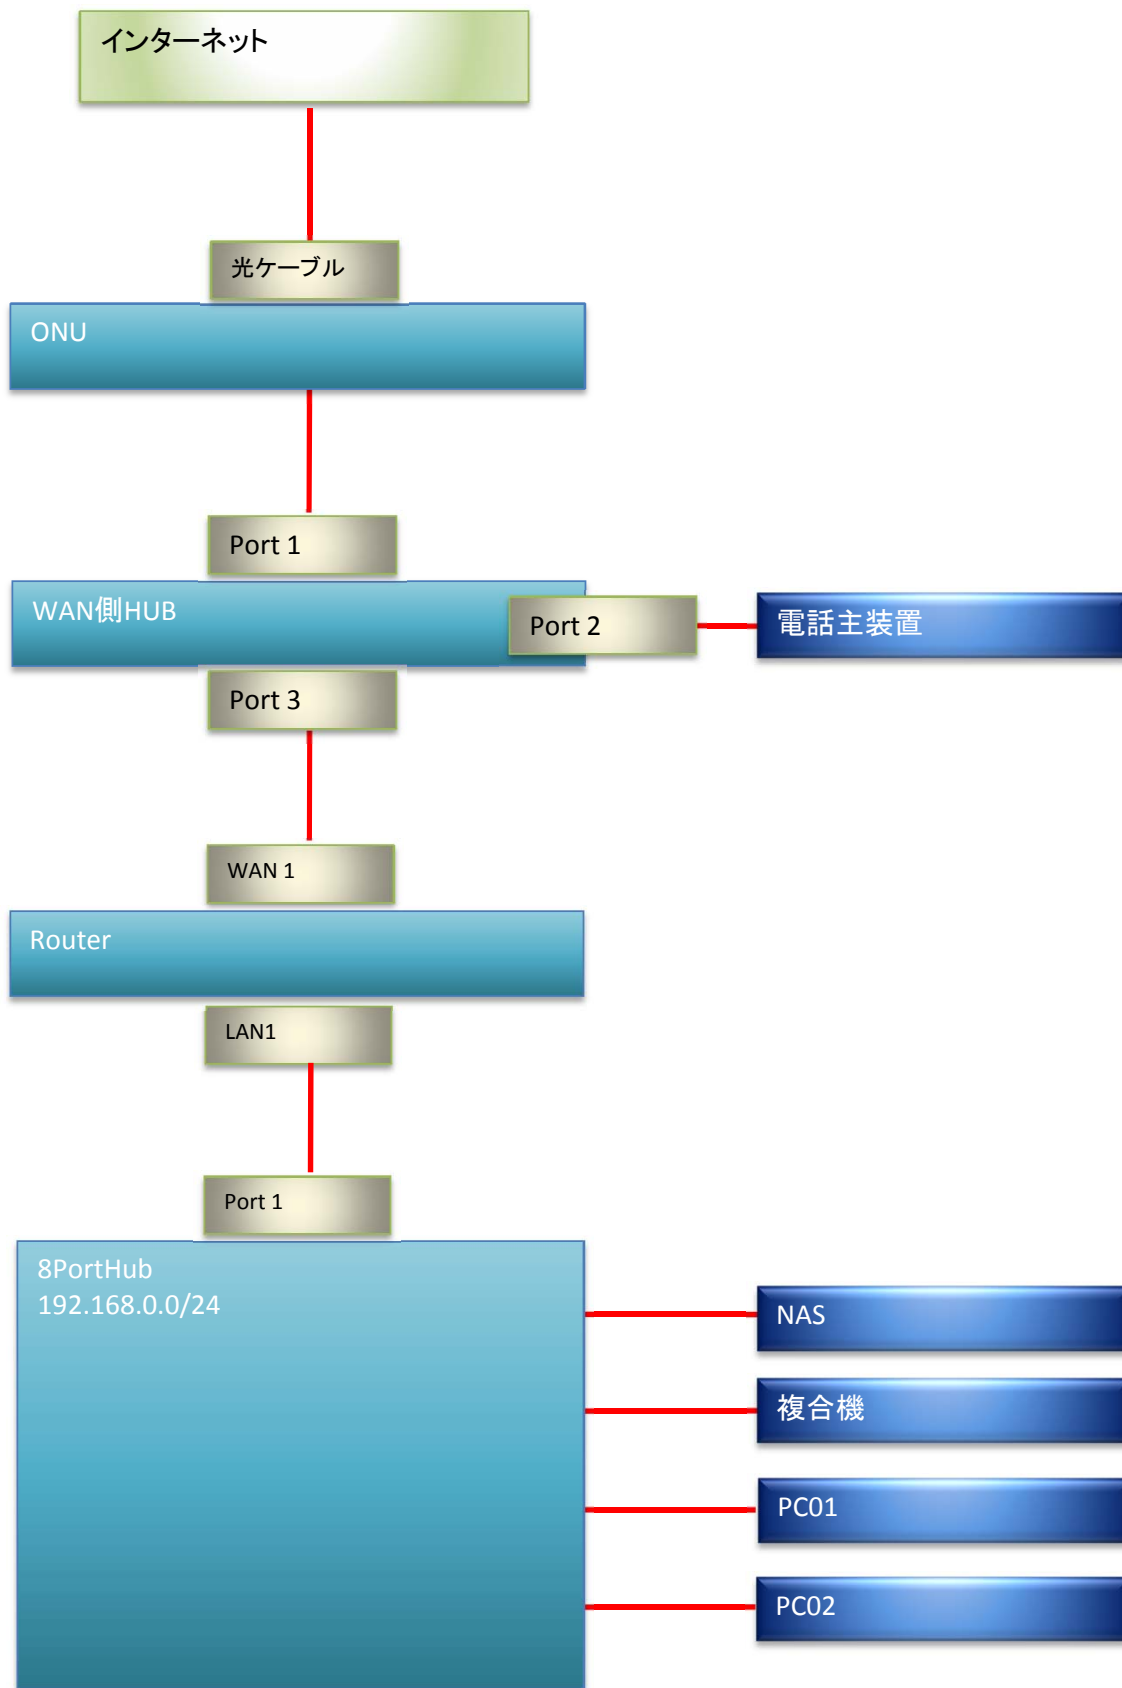 インターネット
光ケーブル
ONU
Port 1
WAN側HUB
Port 2
電話主装置
Port 3
WAN 1
Router
LAN1
Port 1
8PortHub
192.168.0.0/24
NAS
複合機
PC01
PC02